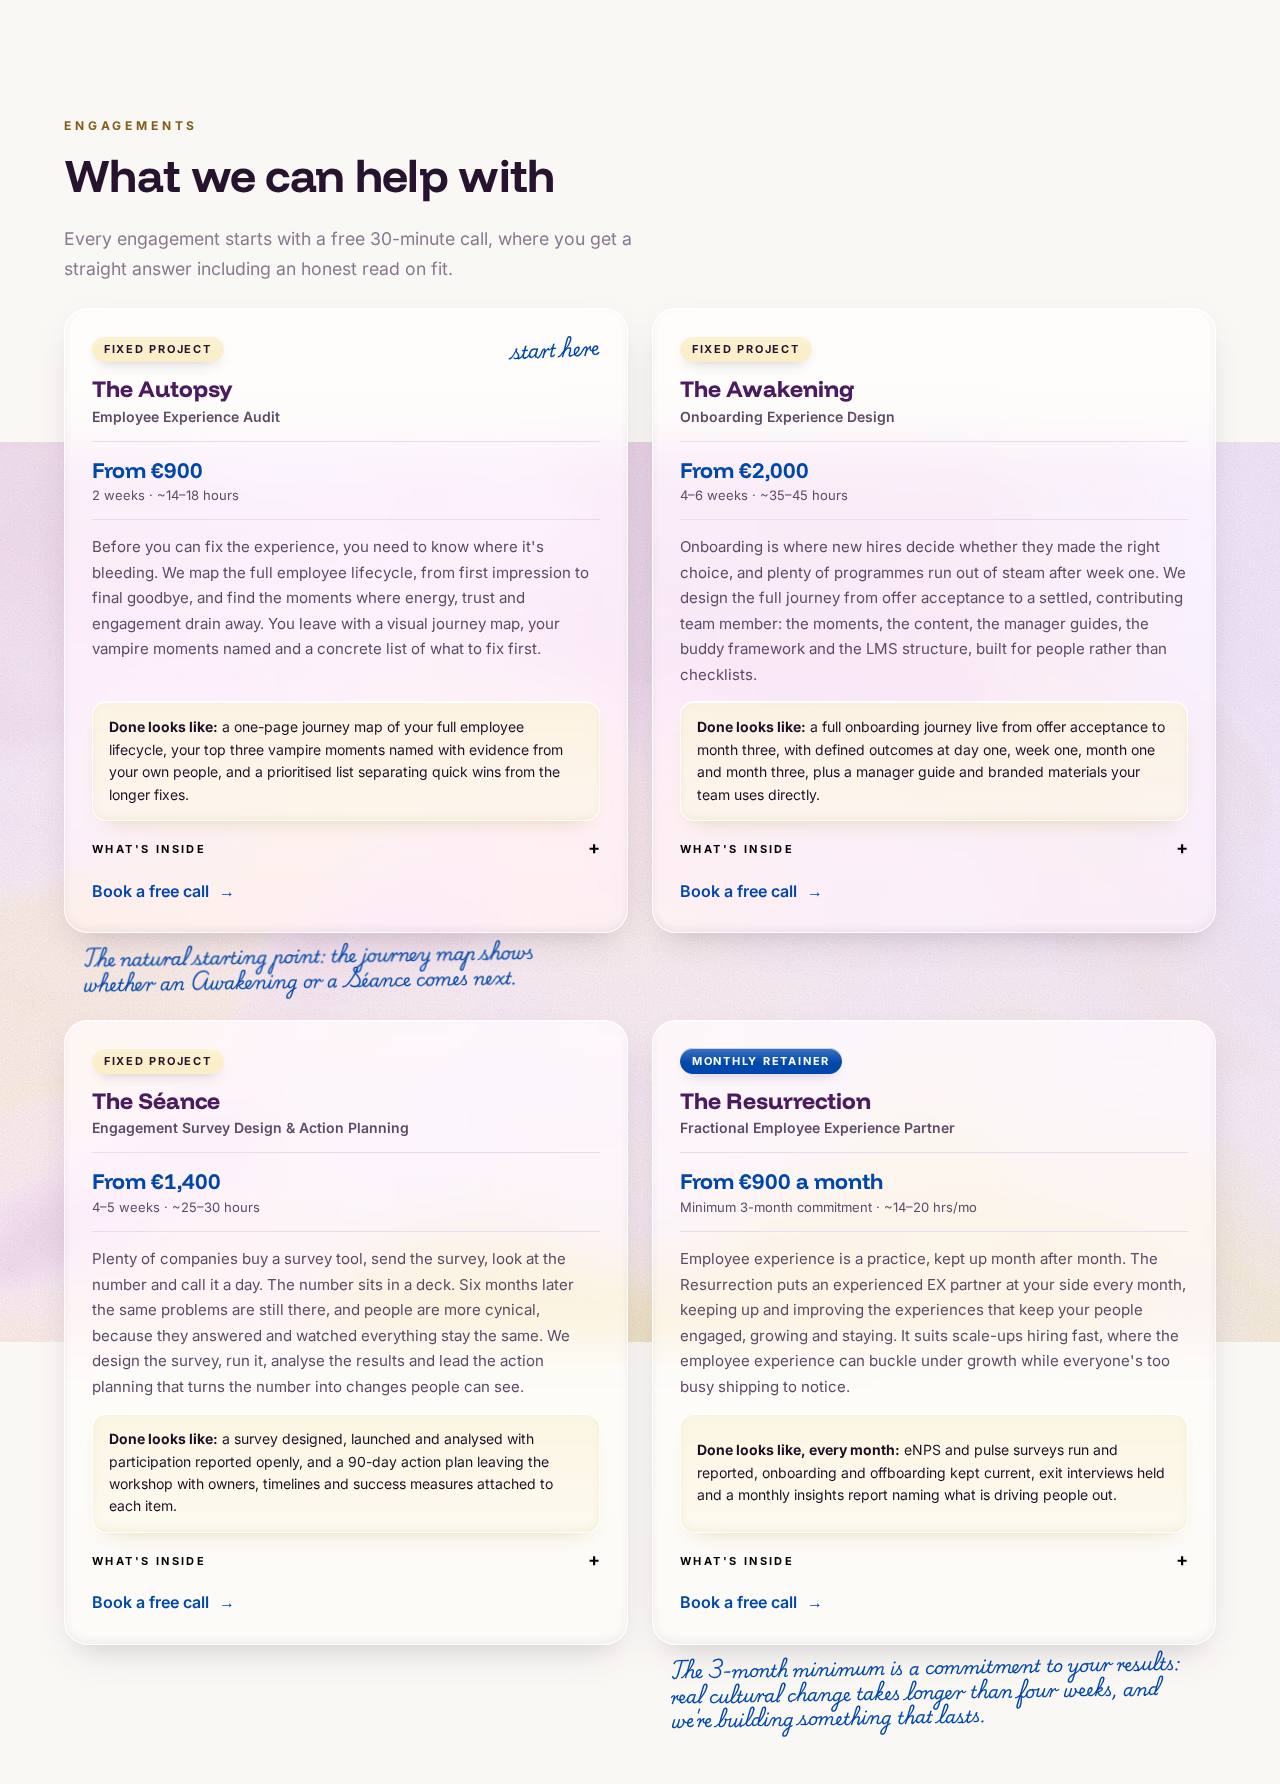 ENGAGEMENTS
What we can help with
Every engagement starts with a free 30-minute call, where you get a
straight answer including an honest read on fit.
FIXED PROJECT
start here
The Autopsy
Employee Experience Audit
From €900
2 weeks · ~14–18 hours
Before you can fix the experience, you need to know where it's
bleeding. We map the full employee lifecycle, from first impression to
final goodbye, and find the moments where energy, trust and
engagement drain away. You leave with a visual journey map, your
vampire moments named and a concrete list of what to fix first.
Done looks like: a one-page journey map of your full employee
lifecycle, your top three vampire moments named with evidence from
your own people, and a prioritised list separating quick wins from the
longer fixes.
WHAT'S INSIDE +
Book a free call →
The natural starting point: the journey map shows
whether an Awakening or a Séance comes next.
FIXED PROJECT
The Awakening
Onboarding Experience Design
From €2,000
4–6 weeks · ~35–45 hours
Onboarding is where new hires decide whether they made the right
choice, and plenty of programmes run out of steam after week one. We
design the full journey from offer acceptance to a settled, contributing
team member: the moments, the content, the manager guides, the
buddy framework and the LMS structure, built for people rather than
checklists.
Done looks like: a full onboarding journey live from offer acceptance to
month three, with defined outcomes at day one, week one, month one
and month three, plus a manager guide and branded materials your
team uses directly.
WHAT'S INSIDE +
Book a free call →
FIXED PROJECT
The Séance
Engagement Survey Design & Action Planning
From €1,400
4–5 weeks · ~25–30 hours
Plenty of companies buy a survey tool, send the survey, look at the
number and call it a day. The number sits in a deck. Six months later
the same problems are still there, and people are more cynical,
because they answered and watched everything stay the same. We
design the survey, run it, analyse the results and lead the action
planning that turns the number into changes people can see.
Done looks like: a survey designed, launched and analysed with
participation reported openly, and a 90-day action plan leaving the
workshop with owners, timelines and success measures attached to
each item.
WHAT'S INSIDE +
Book a free call →
MONTHLY RETAINER
The Resurrection
Fractional Employee Experience Partner
From €900 a month
Minimum 3-month commitment · ~14–20 hrs/mo
Employee experience is a practice, kept up month after month. The
Resurrection puts an experienced EX partner at your side every month,
keeping up and improving the experiences that keep your people
engaged, growing and staying. It suits scale-ups hiring fast, where the
employee experience can buckle under growth while everyone's too
busy shipping to notice.
Done looks like, every month: eNPS and pulse surveys run and
reported, onboarding and offboarding kept current, exit interviews held
and a monthly insights report naming what is driving people out.
WHAT'S INSIDE +
Book a free call →
The 3-month minimum is a commitment to your results:
real cultural change takes longer than four weeks, and
we're building something that lasts.